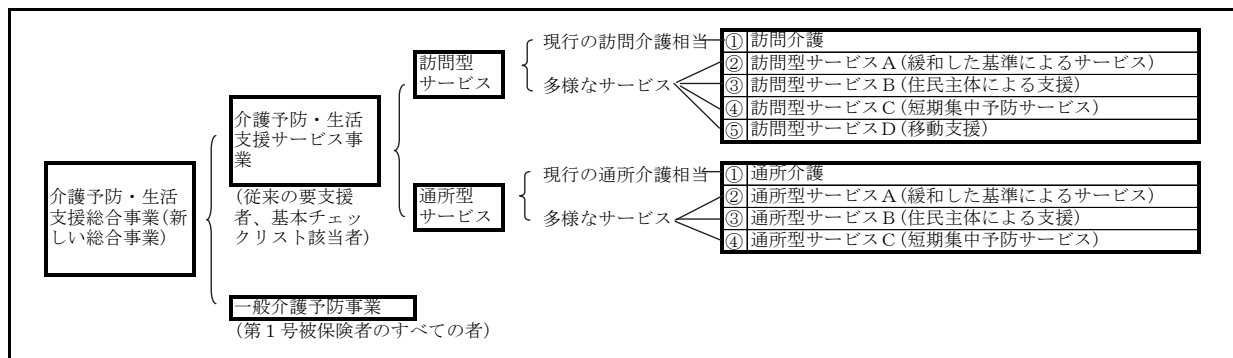 介護予防・生活
支援総合事業(新
しい総合事業)
介護予防・生活
支援サービス事
業
(従来の要支援
者、基本チェッ
クリスト該当者)
訪問型
サービス
現行の訪問介護相当
多様なサービス
① 訪問介護
② 訪問型サービスA(緩和した基準によるサービス)
③ 訪問型サービスB(住民主体による支援)
④ 訪問型サービスC(短期集中予防サービス)
⑤ 訪問型サービスD(移動支援)
通所型
サービス
現行の通所介護相当
多様なサービス
① 通所介護
② 通所型サービスA(緩和した基準によるサービス)
③ 通所型サービスB(住民主体による支援)
④ 通所型サービスC(短期集中予防サービス)
一般介護予防事業
(第1号被保険者のすべての者)